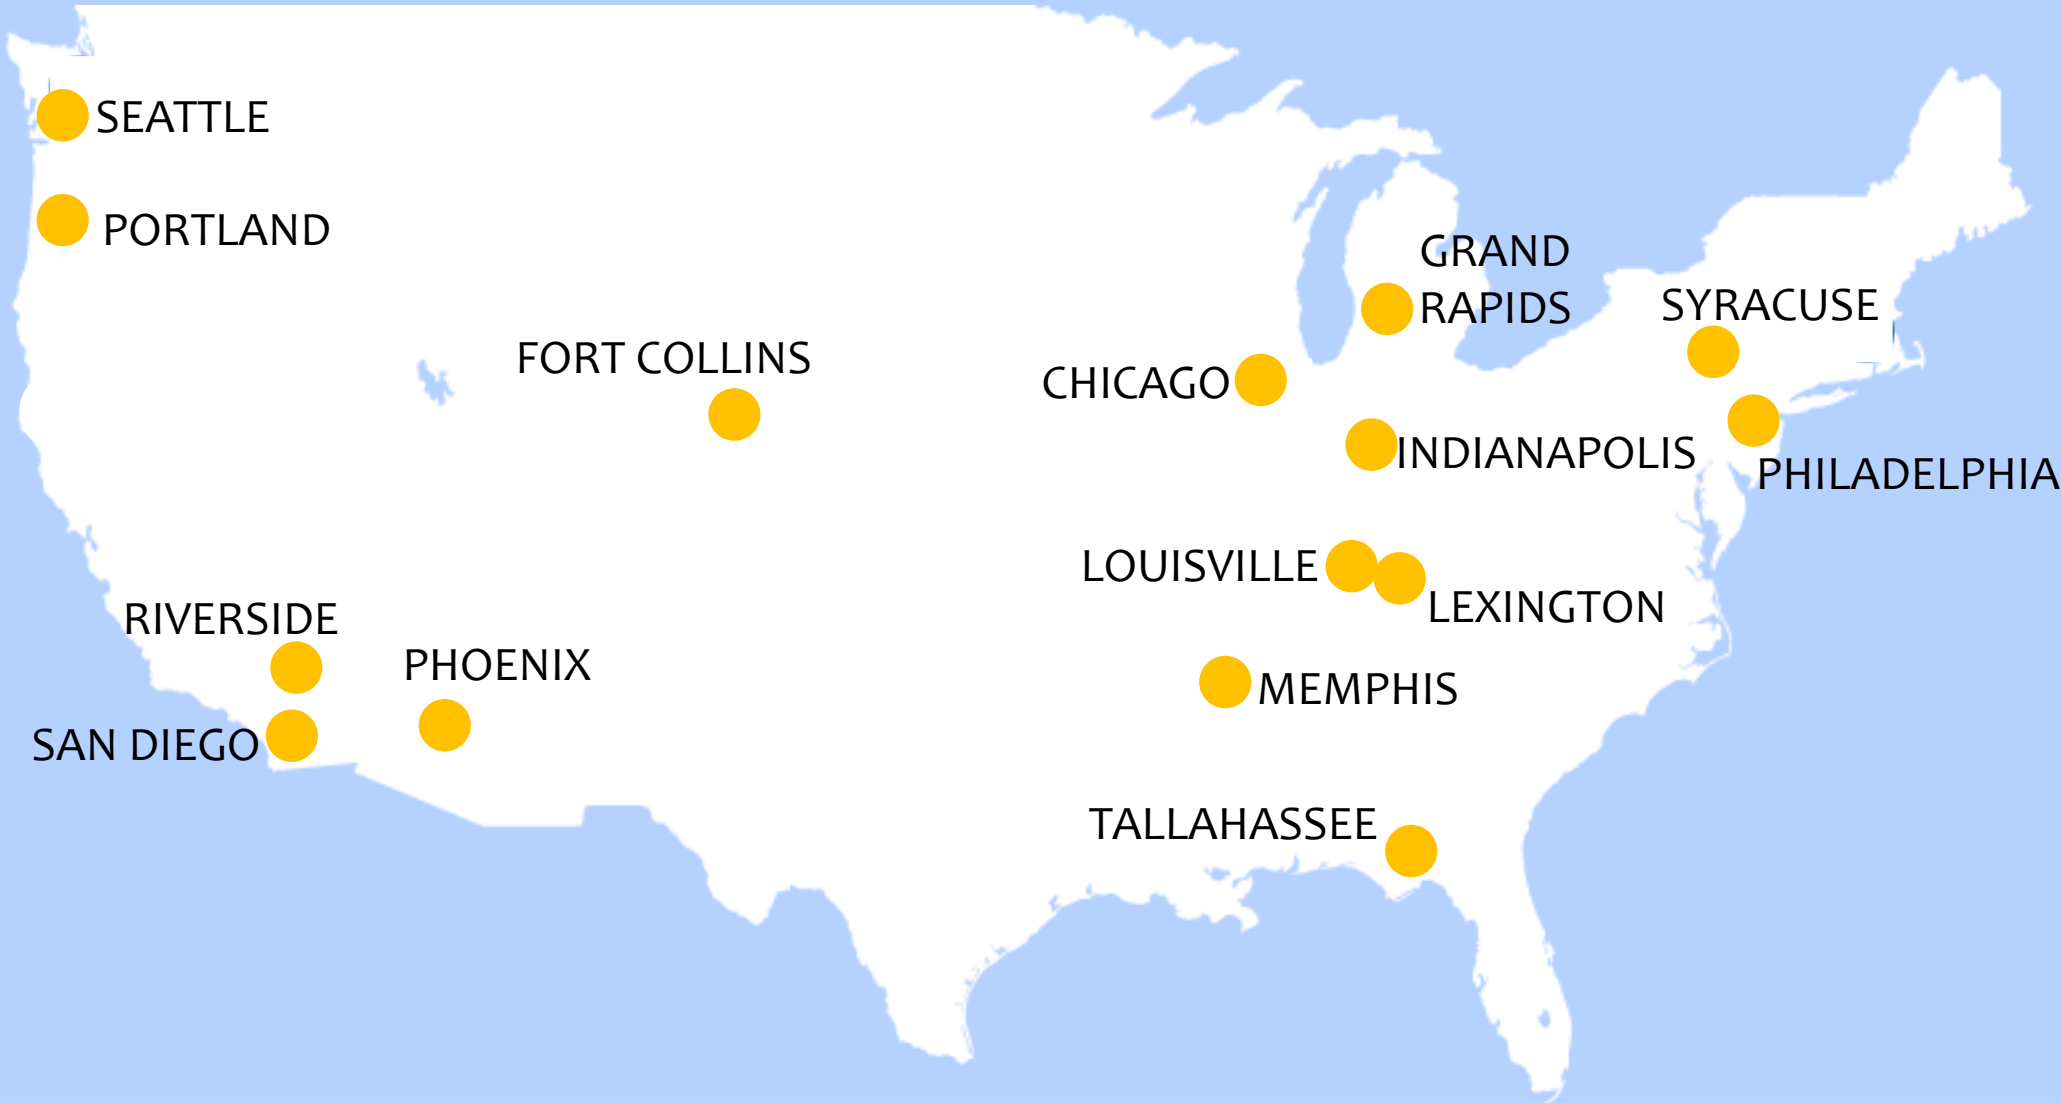 SEATTLE
PORTLAND
GRAND
RAPIDS
SYRACUSE
FORT COLLINS
CHICAGO
INDIANAPOLIS
PHILADELPHIA
LOUISVILLE
LEXINGTON
RIVERSIDE
PHOENIX
MEMPHIS
SAN DIEGO
TALLAHASSEE